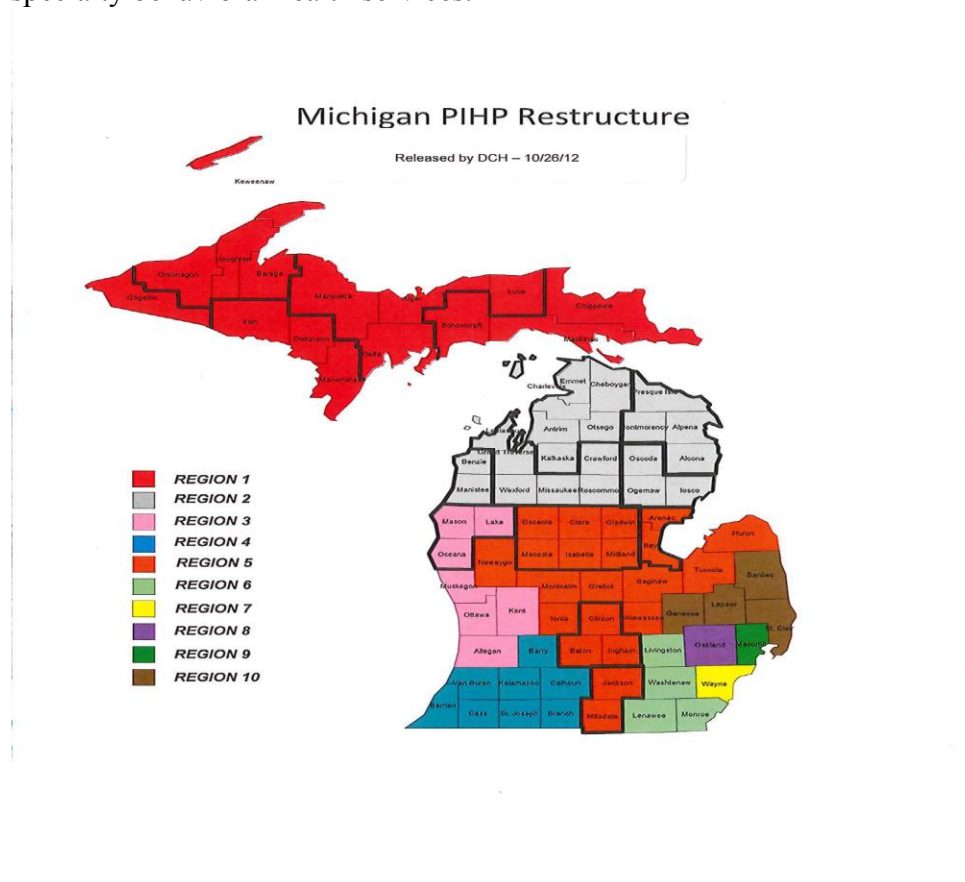 specialty behavioral health services.
Michigan PIHP Restructure
Released by DCH – 10/26/12
Keweenaw
Houghton
Ontonagon
Baraga
Gogebic
Marquette
Alger
Luce
Chippewa
Iron
Schoolcraft
Dickinson
Mackinac
Delta
Menominee
Emmet
Cheboygan
Charlevoix
Presque Isle
Antrim
Otsego
Montmorency
Alpena
Leelanau
Grand Traverse
Benzie
Kalkaska
Crawford
Oscoda
Alcona
Manistee
Wexford
Missaukee
Roscommon
Ogemaw
Iosco
REGION 1
REGION 2
REGION 3
REGION 4
REGION 5
REGION 6
REGION 7
REGION 8
REGION 9
REGION 10
Mason
Lake
Osceola
Clare
Gladwin
Arenac
Huron
Oceana
Newaygo
Mecosta
Isabella
Midland
Bay
Tuscola
Sanilac
Muskegon
Montcalm
Gratiot
Saginaw
Ottawa
Kent
Ionia
Clinton
Shiawassee
Genesee
Lapeer
St. Clair
Allegan
Barry
Eaton
Ingham
Livingston
Oakland
Macomb
Van Buren
Kalamazoo
Calhoun
Jackson
Washtenaw
Wayne
Berrien
Cass
St. Joseph
Branch
Hillsdale
Lenawee
Monroe